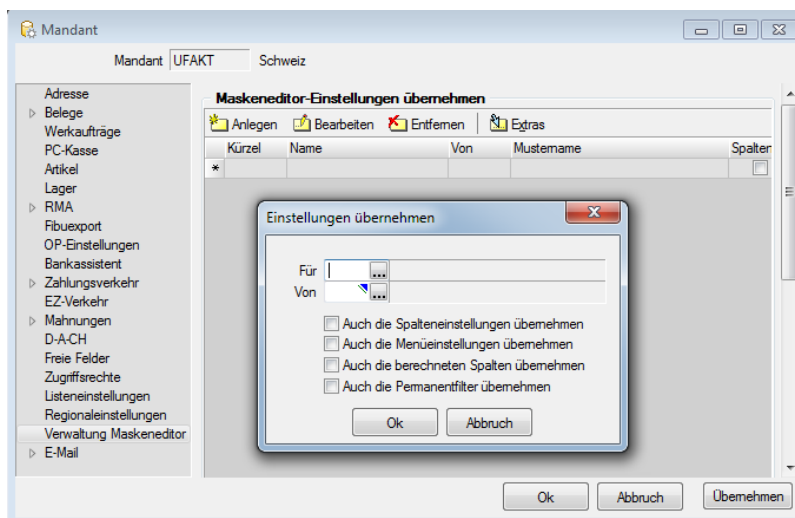 Mandant
Mandant UFAKT Schweiz
Adresse
Belege
Werkaufträge
PC-Kasse
Artikel
Lager
RMA
Fibuexport
OP-Einstellungen
Bankassistent
Zahlungsverkehr
EZ-Verkehr
Mahnungen
D-A-CH
Freie Felder
Zugriffsrechte
Listeneinstellungen
Regionaleinstellungen
Verwaltung Maskeneditor
E-Mail
Maskeneditor-Einstellungen übernehmen
Anlegen Bearbeiten Entfernen Extras
Kürzel Name Von Mustername Spalten
*
Einstellungen übernehmen
Für ...
Von ...
Auch die Spalteneinstellungen übernehmen
Auch die Menüeinstellungen übernehmen
Auch die berechneten Spalten übernehmen
Auch die Permanentfilter übernehmen
Ok Abbruch
Ok Abbruch Übernehmen